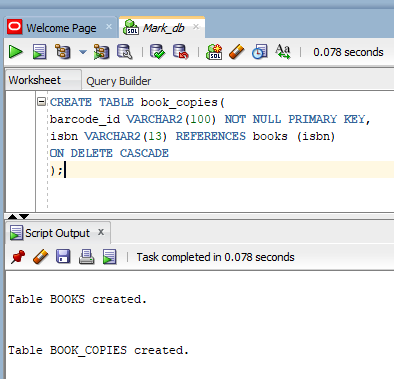 Welcome Page
Mark_db
SQL
0.078 seconds
Worksheet
Query Builder
CREATE TABLE book_copies(
barcode_id VARCHAR2(100) NOT NULL PRIMARY KEY,
isbn VARCHAR2(13) REFERENCES books (isbn)
ON DELETE CASCADE
);
Script Output
Task completed in 0.078 seconds
Table BOOKS created.
Table BOOK_COPIES created.